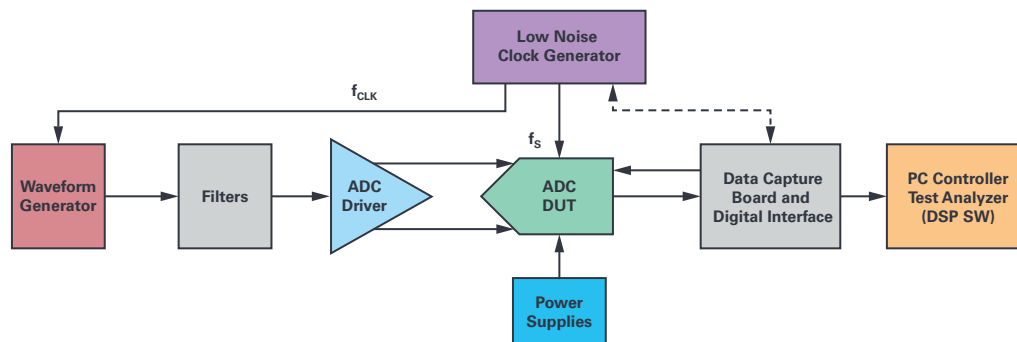 Low Noise
Clock Generator
fCLK
fS
Waveform
Generator
Filters
ADC
Driver
ADC
DUT
Data Capture
Board and
Digital Interface
PC Controller
Test Analyzer
(DSP SW)
Power
Supplies